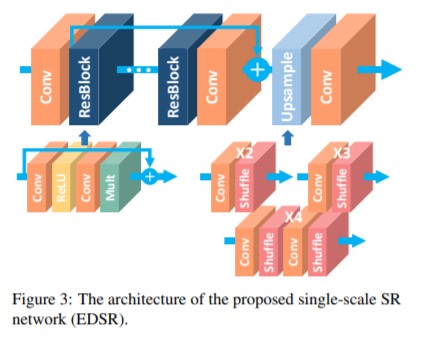 Conv
ResBlock
ResBlock
Conv
+
Upsample
Conv
Conv
ReLU
Conv
Mult
+
X2
Conv
Shuffle
X3
Conv
Shuffle
X4
Conv
Shuffle
Conv
Shuffle
Figure 3: The architecture of the proposed single-scale SR
network (EDSR).